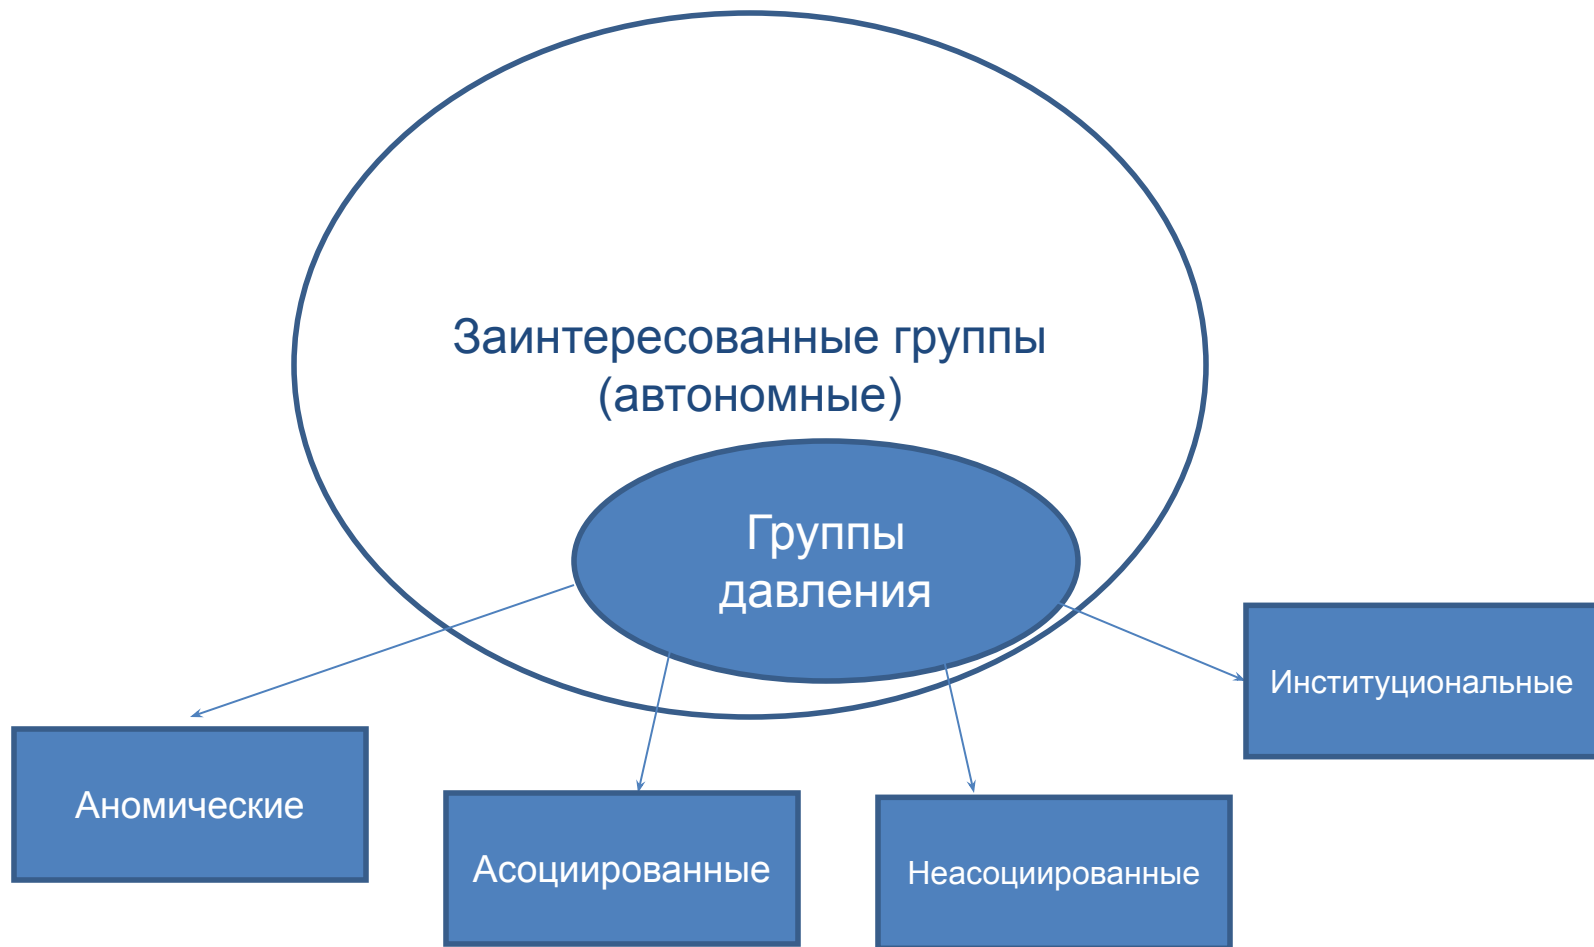 Заинтересованные группы
(автономные)
Группы
давления
Институциональные
Аномические
Асоциированные
Неасоциированные